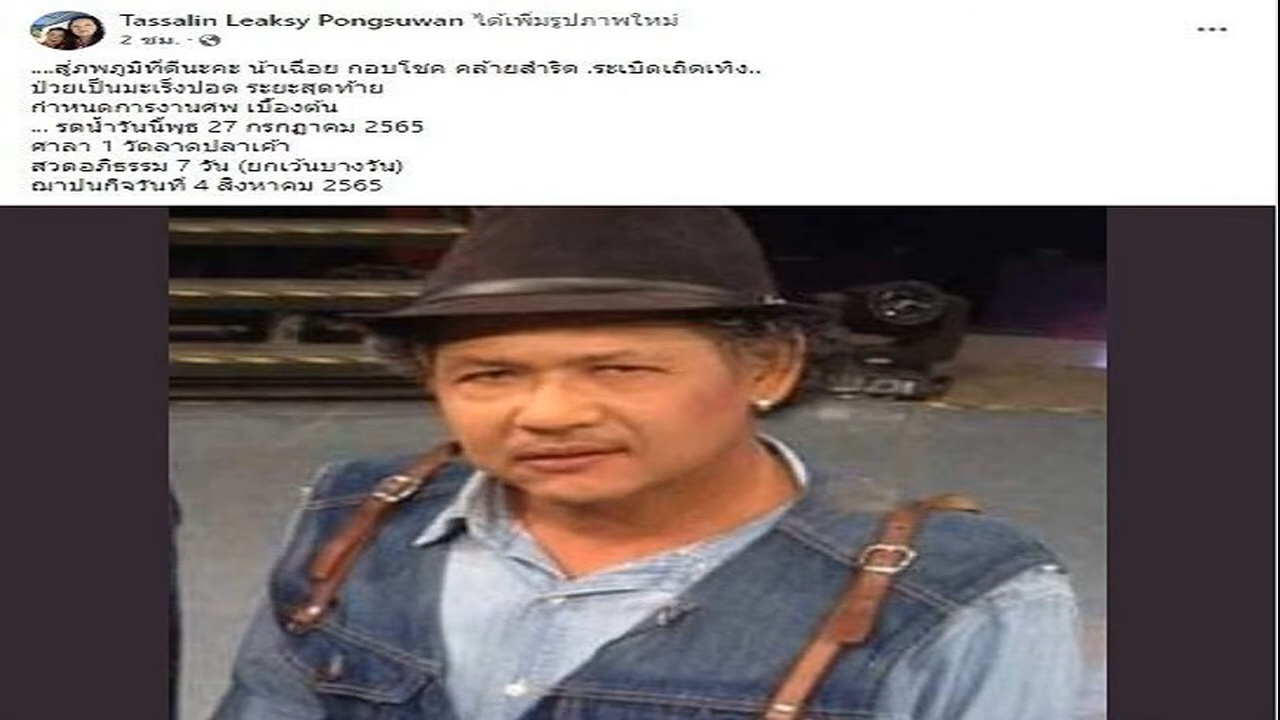 Tassalin Leaksy Pongsuwan ได้เพิ่มรูปภาพใหม่
2 ชม. ·
....สู่ภพภูมิที่ดีนะคะ น้าเฉื่อย กอบโชค คล้ายสำริด .ระเบิดเถิดเทิง..
ป่วยเป็นมะเร็งปอด ระยะสุดท้าย
กำหนดการงานศพ เบื้องต้น
... รดน้ำวันนี้พุธ 27 กรกฎาคม 2565
ศาลา 1 วัดลาดปลาเค้า
สวดอภิธรรม 7 วัน (ยกเว้นบางวัน)
ฌาปนกิจวันที่ 4 สิงหาคม 2565